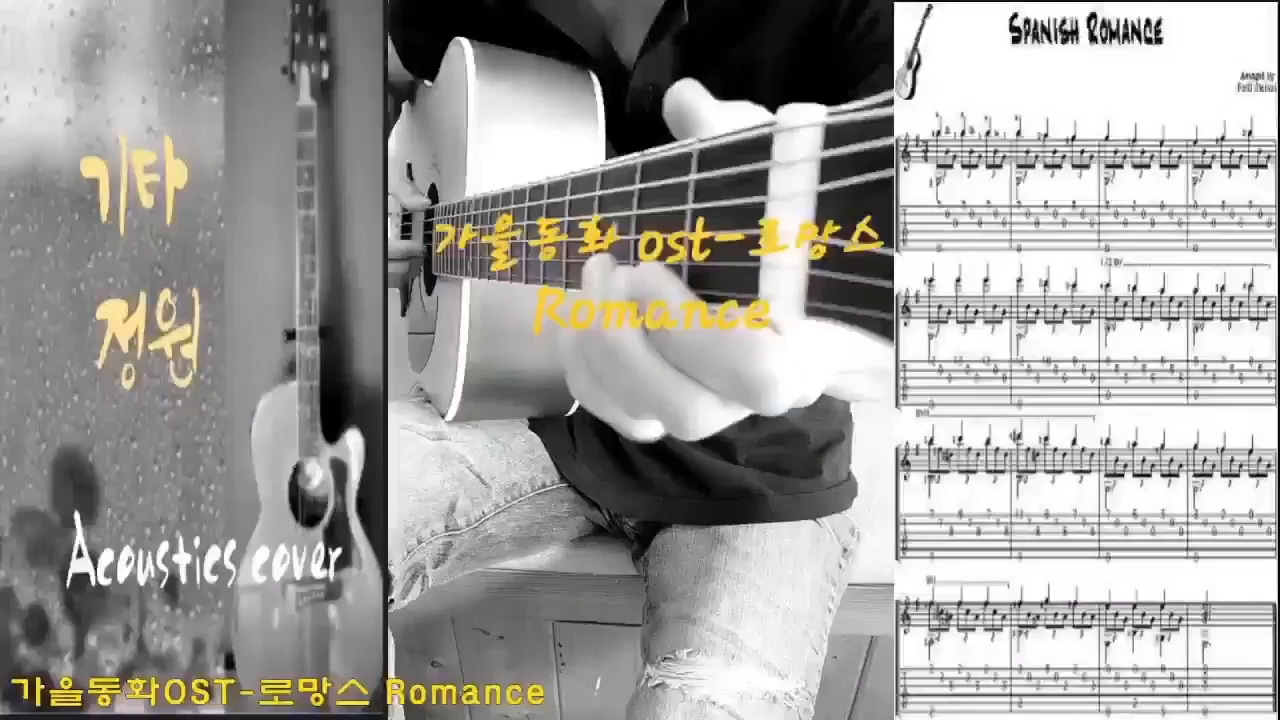 기타
정원
Acoustics cover
가을동화OST-로망스 Romance
가을동화 ost-로망스
Romance
SPANISH ROMANCE